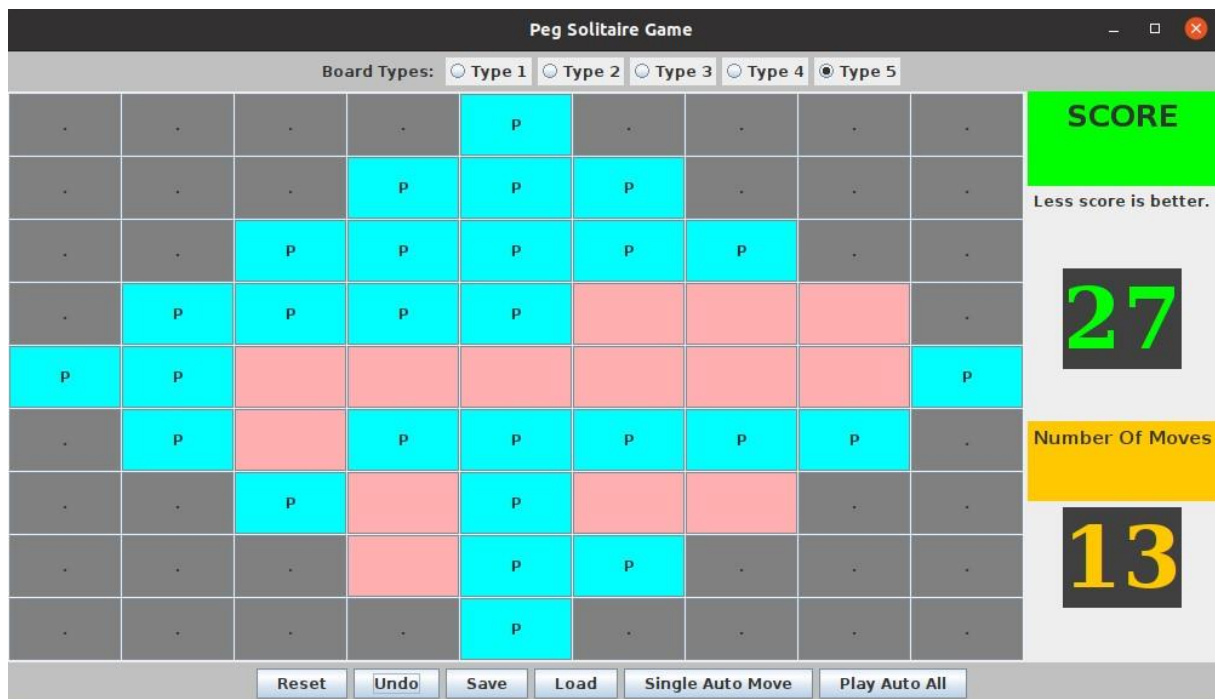 Peg Solitaire Game
Board Types: Type 1 Type 2 Type 3 Type 4 Type 5
. . . . P . . . .
. . . P P P . . .
. . P P P P P . .
. P P P P .
P P P
. P P P P P P .
. . P P . .
. . . P P . . .
. . . . P . . . .
SCORE
Less score is better.
27
Number Of Moves
13
Reset Undo Save Load Single Auto Move Play Auto All